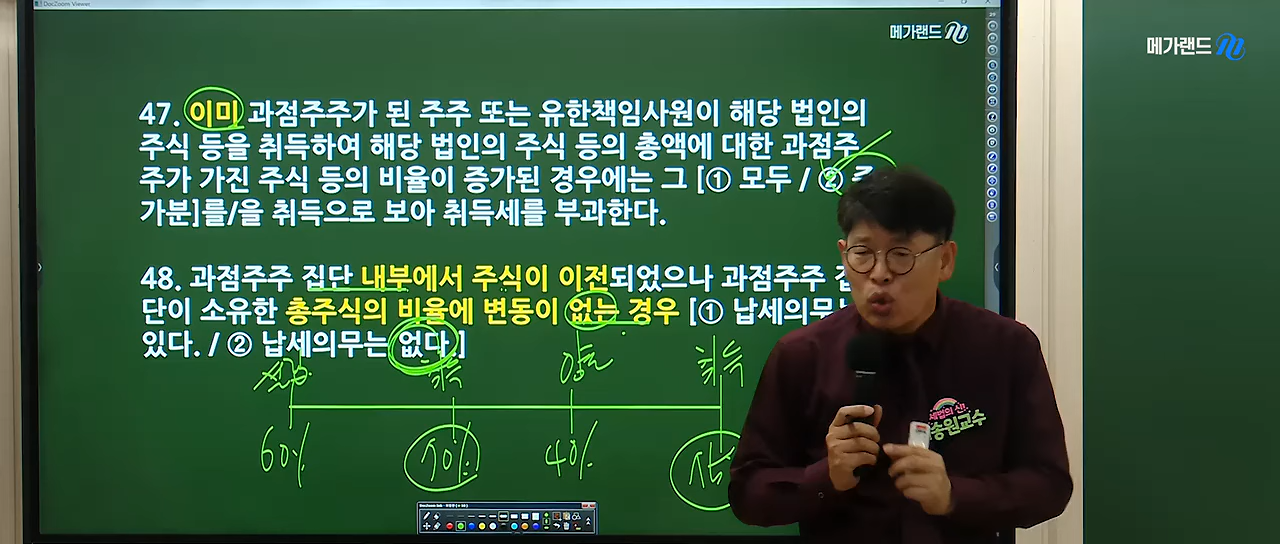 DocZoom Viewer
메가랜드
메가랜드
47. 이미 과점주주가 된 주주 또는 유한책임사원이 해당 법인의
주식 등을 취득하여 해당 법인의 주식 등의 총액에 대한 과점주
주가 가진 주식 등의 비율이 증가된 경우에는 그 [① 모두 / ②
가분]를/을 취득으로 보아 취득세를 부과한다.
48. 과점주주 집단 내부에서 주식이 이전되었으나 과점주주
단이 소유한 총주식의 비율에 변동이 없는 경우 [① 납세의무는
있다. / ② 납세의무는 없다.]
설립 취득 양도 취득
60% 40%
송원교수